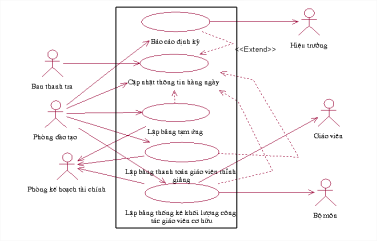 Báo cáo định kỳ
Hiệu trưởng
<<Extend>>
Ban thanh tra
Cập nhật thông tin hàng ngày
Phòng đào tạo
Lập bảng tạm ứng
Giáo viên
Lập bảng thanh toán giáo viên thỉnh
giảng
Phòng kế hoạch tài chính
Bộ môn
Lập bảng thống kê khối lượng công
tác giáo viên cơ hữu